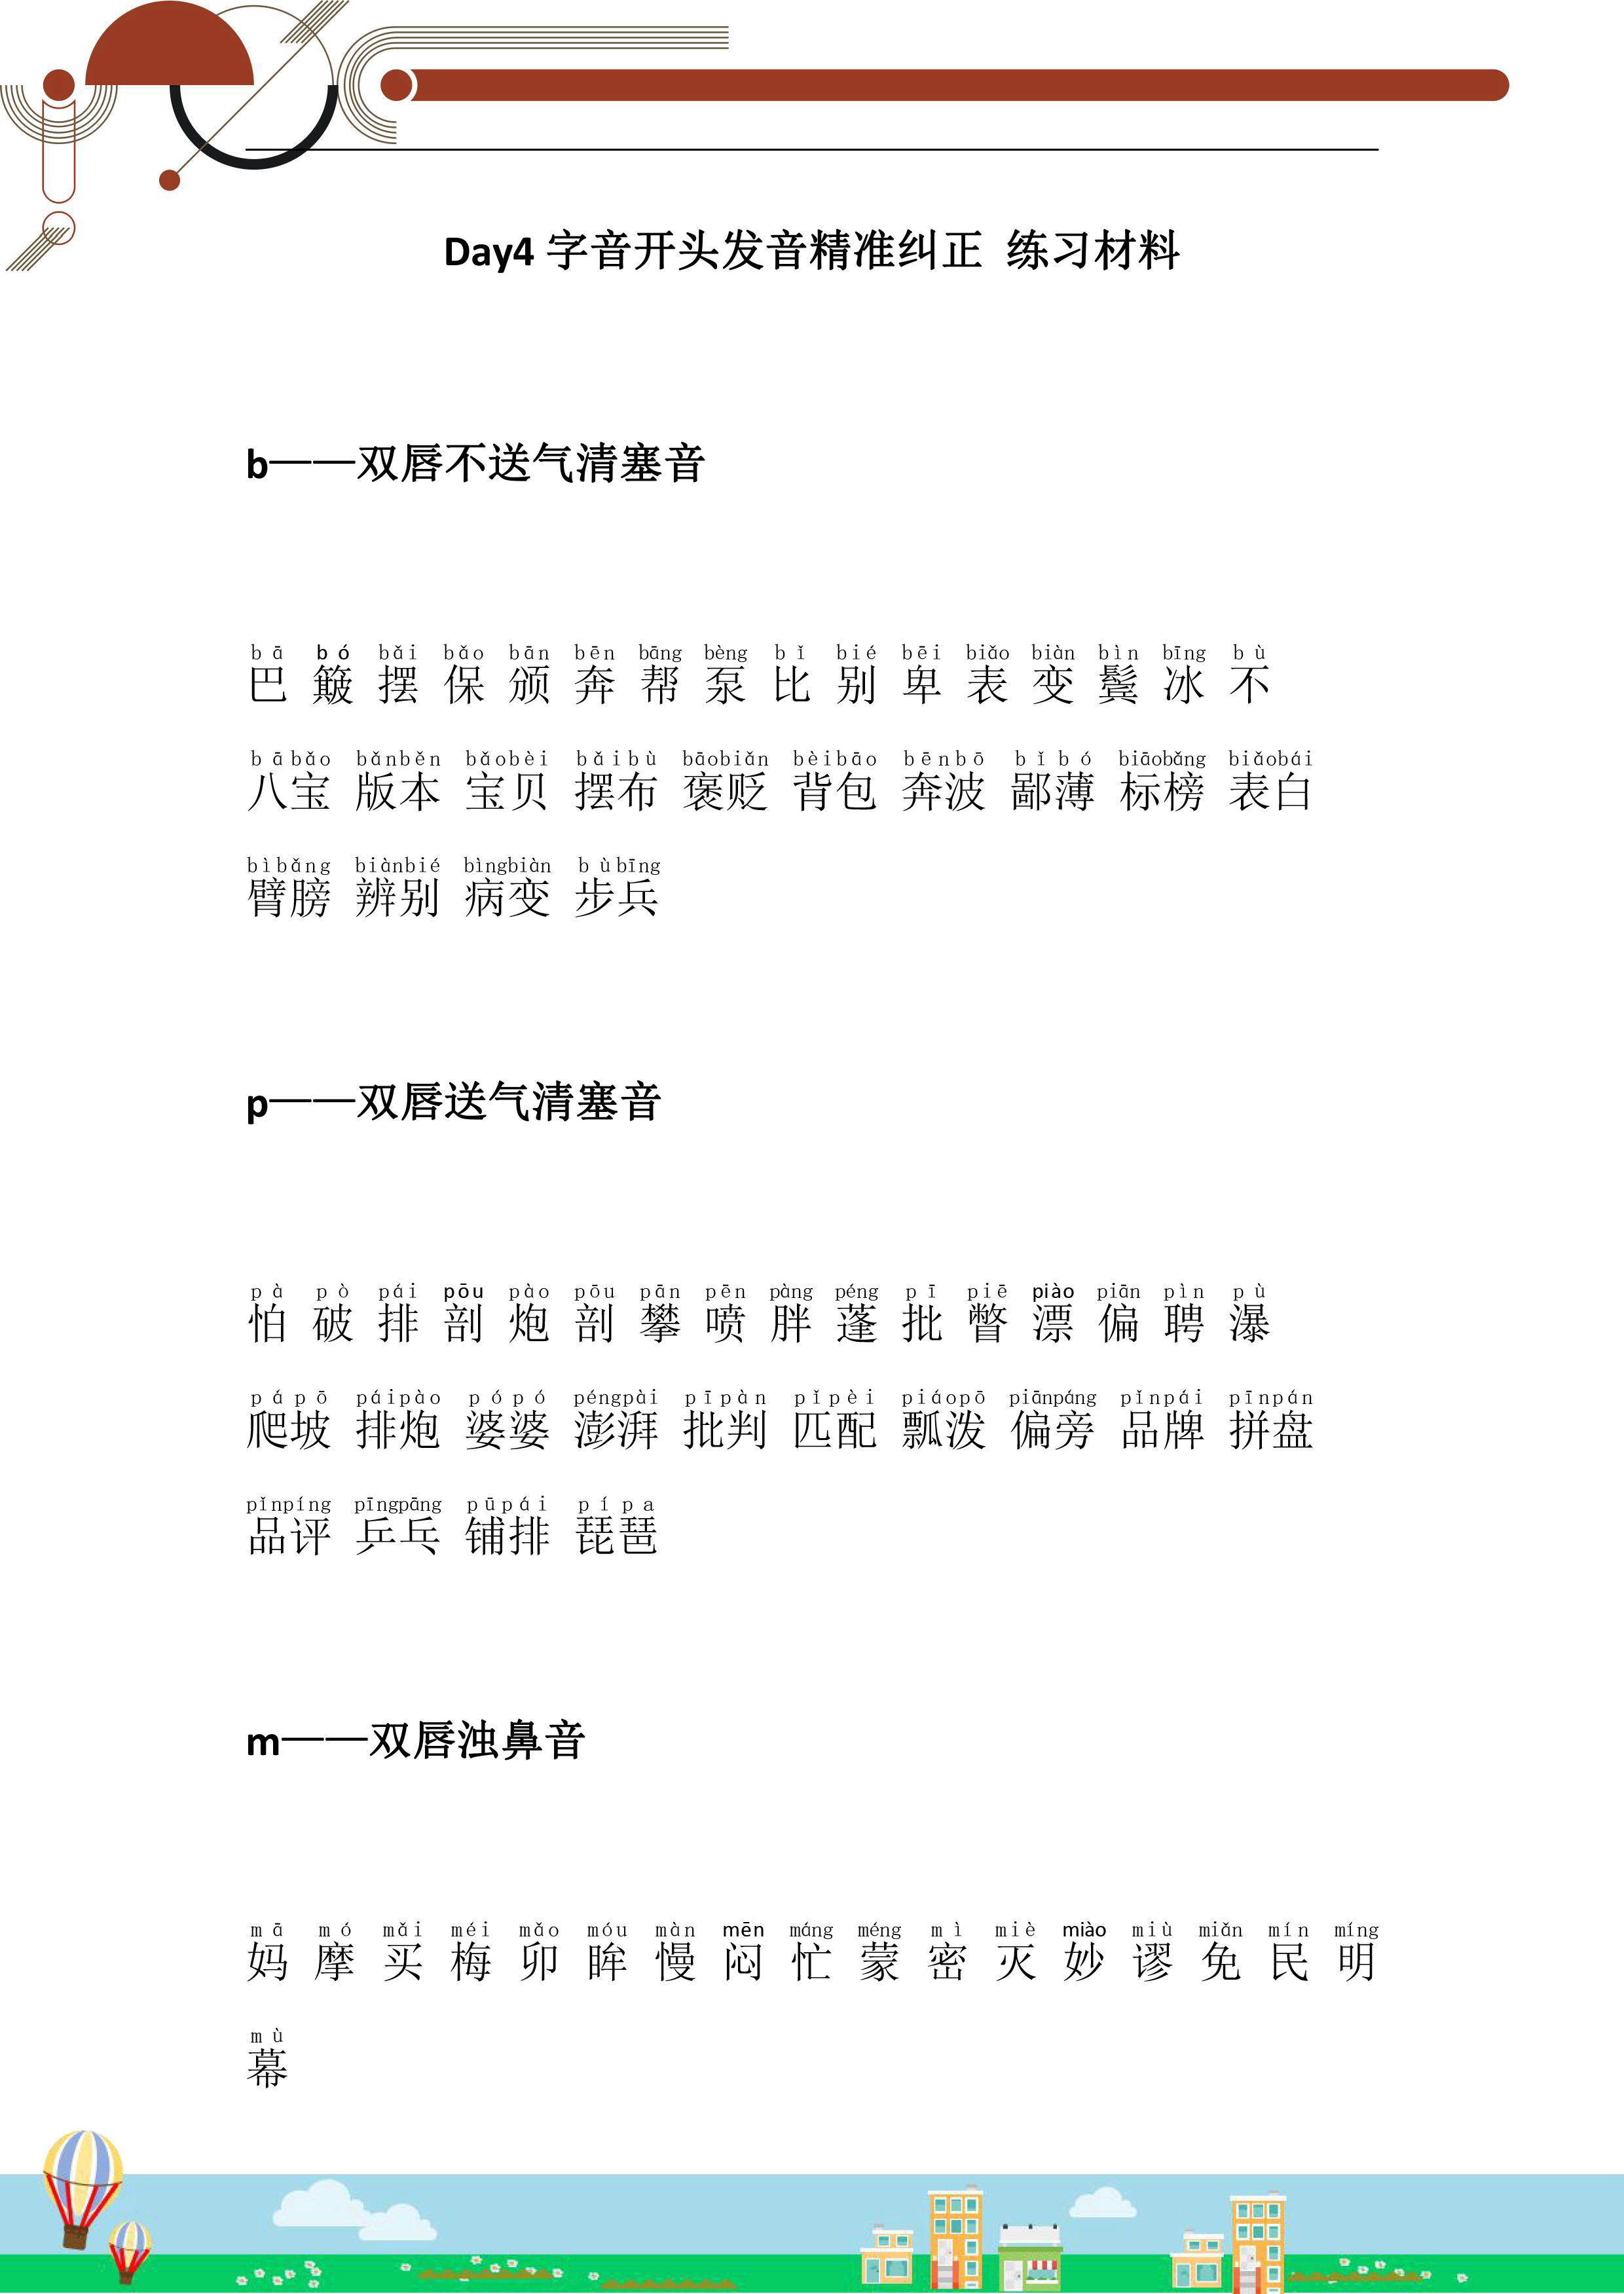 Day4 字音开头发音精准纠正 练习材料
b——双唇不送气清塞音
bā bó bǎi bǎo bān bēn bāng bèng bǐ bié bēi biǎo biàn bìn bīng bù
巴 簸 摆 保 颁 奔 帮 泵 比 别 卑 表 变 鬓 冰 不
bābǎo bǎnběn bǎobèi bǎibù bāobiǎn bèibāo bēnbō bǐbó biāobǎng biǎobái
八宝 版本 宝贝 摆布 褒贬 背包 奔波 鄙薄 标榜 表白
bìbǎng biànbié bìngbiàn bùbīng
臂膀 辨别 病变 步兵
p——双唇送气清塞音
pà pò pái pōu pào pōu pān pēn pàng péng pī piē piào piān pìn pù
怕 破 排 剖 炮 剖 攀 喷 胖 蓬 批 瞥 漂 偏 聘 瀑
pápō páipào pópó péngpài pīpàn pǐpèi piáopō piānpáng pǐnpái pīnpán
爬坡 排炮 婆婆 澎湃 批判 匹配 瓢泼 偏旁 品牌 拼盘
pǐnpíng pīngpāng pūpái pípa
品评 乒乓 铺排 琵琶
m——双唇浊鼻音
mā mó mǎi méi mǎo móu màn mēn máng méng mì miè miào miù miǎn mín míng
妈 摩 买 梅 卯 眸 慢 闷 忙 蒙 密 灭 妙 谬 免 民 明
mù
幕